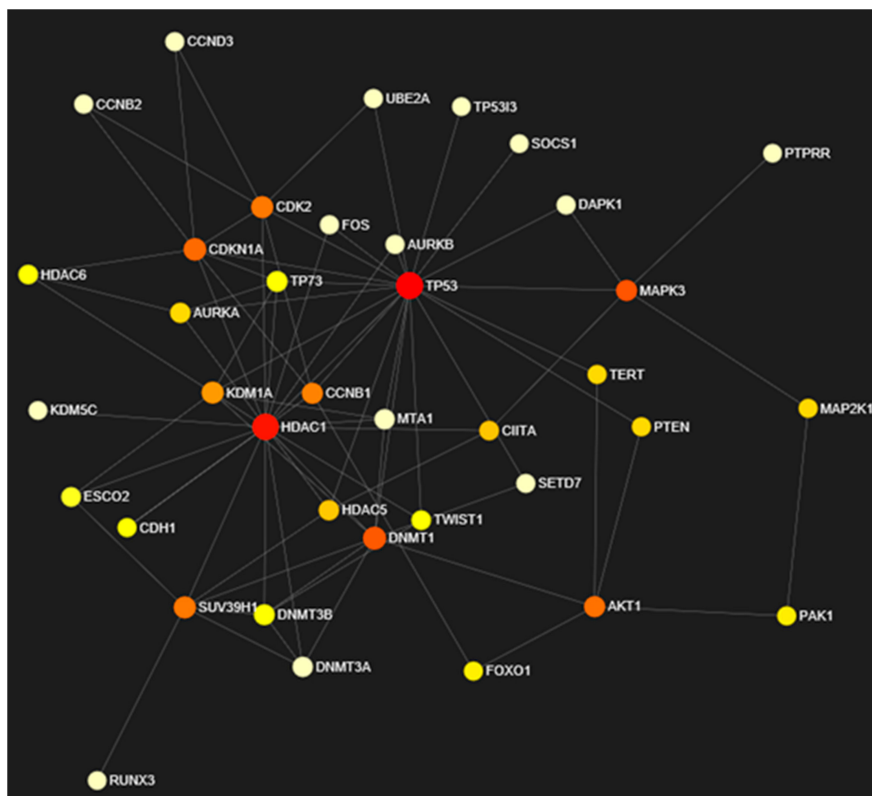 CCND3
CCNB2
UBE2A
TP53I3
SOCS1
PTPRR
CDK2
DAPK1
FOS
AURKB
CDKN1A
HDAC6
TP73
TP53
MAPK3
AURKA
TERT
KDM1A
CCNB1
KDM5C
MTA1
MAP2K1
HDAC1
CIITA
PTEN
SETD7
ESCO2
HDAC5
CDH1
TWIST1
DNMT1
SUV39H1
DNMT3B
AKT1
PAK1
DNMT3A
FOXO1
RUNX3